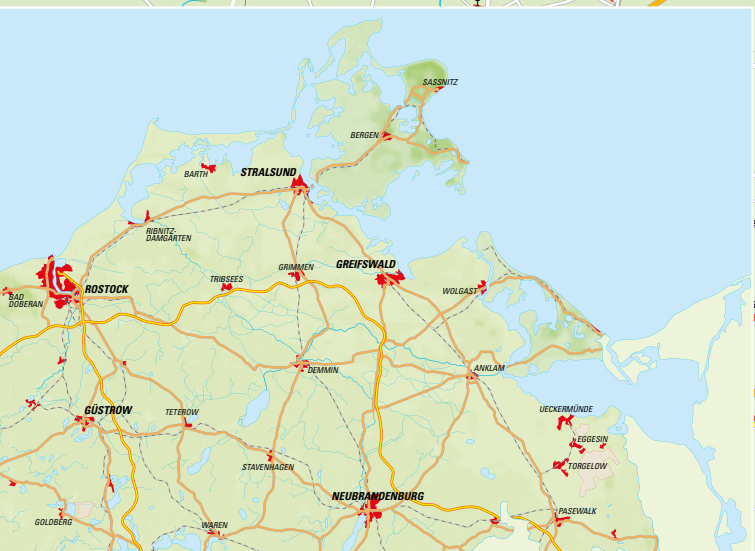 SASSNITZ
BERGEN
BARTH
STRALSUND
RIBNITZ-
DAMGARTEN
GREIFSWALD
GRIMMEN
TRIBSEES
ROSTOCK
WOLGAST
BAD
DOBERAN
DEMMIN
ANKLAM
GÜSTROW
TETEROW
UECKERMÜNDE
EGGESIN
STAVENHAGEN
TORGELOW
NEUBRANDENBURG
PASEWALK
GOLDBERG
WAREN